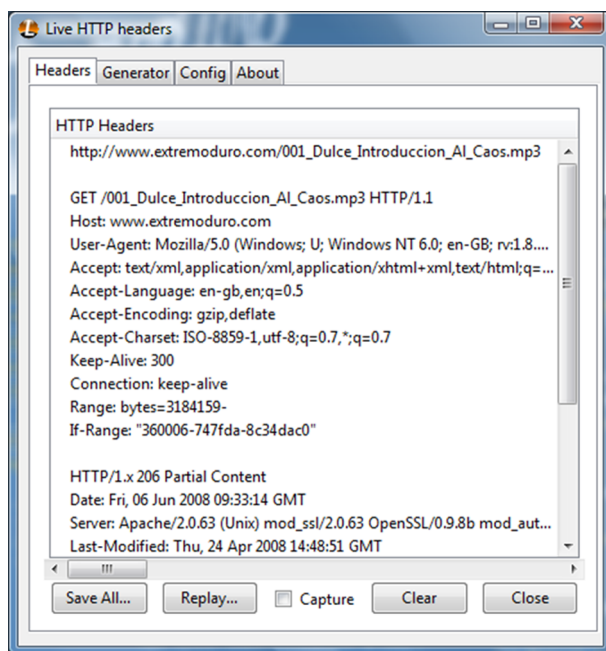 Live HTTP headers
Headers Generator Config About
HTTP Headers
http://www.extremoduro.com/001_Dulce_Introduccion_Al_Caos.mp3
GET /001_Dulce_Introduccion_Al_Caos.mp3 HTTP/1.1
Host: www.extremoduro.com
User-Agent: Mozilla/5.0 (Windows; U; Windows NT 6.0; en-GB; rv:1.8....
Accept: text/xml,application/xml,application/xhtml+xml,text/html;q=...
Accept-Language: en-gb,en;q=0.5
Accept-Encoding: gzip,deflate
Accept-Charset: ISO-8859-1,utf-8;q=0.7,*;q=0.7
Keep-Alive: 300
Connection: keep-alive
Range: bytes=3184159-
If-Range: "360006-747fda-8c34dac0"
HTTP/1.x 206 Partial Content
Date: Fri, 06 Jun 2008 09:33:14 GMT
Server: Apache/2.0.63 (Unix) mod_ssl/2.0.63 OpenSSL/0.9.8b mod_aut...
Last-Modified: Thu, 24 Apr 2008 14:48:51 GMT
Save All... Replay... Capture Clear Close